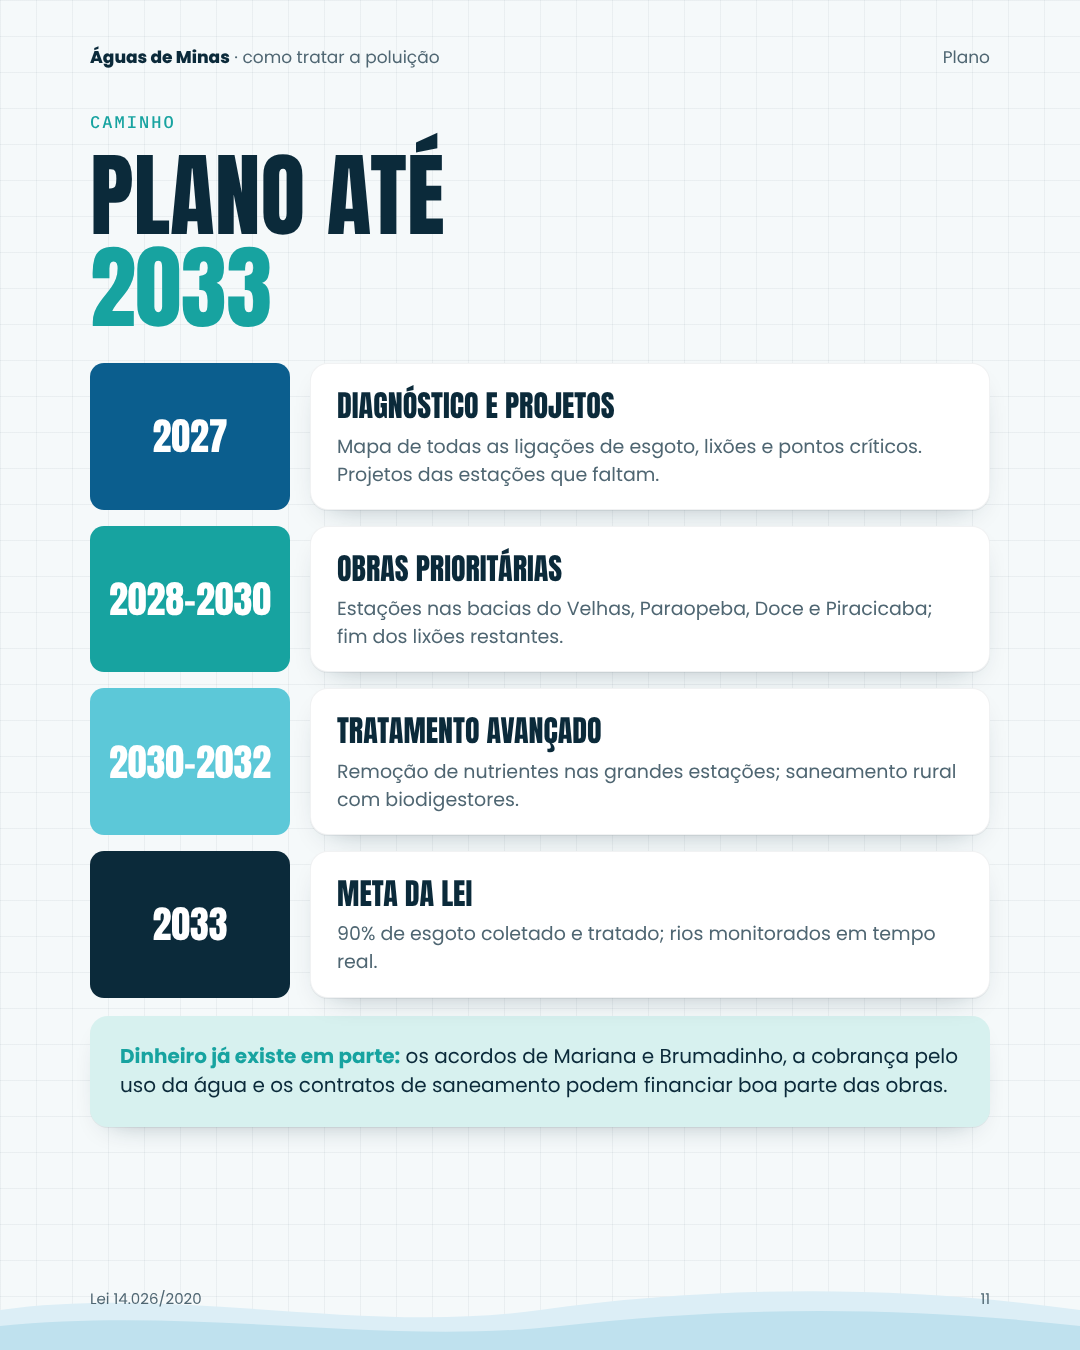 Águas de Minas · como tratar a poluição
Plano
CAMINHO
PLANO ATÉ
2033
2027
DIAGNÓSTICO E PROJETOS
Mapa de todas as ligações de esgoto, lixões e pontos críticos.
Projetos das estações que faltam.
2028-2030
OBRAS PRIORITÁRIAS
Estações nas bacias do Velhas, Paraopeba, Doce e Piracicaba;
fim dos lixões restantes.
2030-2032
TRATAMENTO AVANÇADO
Remoção de nutrientes nas grandes estações; saneamento rural
com biodigestores.
2033
META DA LEI
90% de esgoto coletado e tratado; rios monitorados em tempo
real.
Dinheiro já existe em parte: os acordos de Mariana e Brumadinho, a cobrança pelo
uso da água e os contratos de saneamento podem financiar boa parte das obras.
Lei 14.026/2020
11